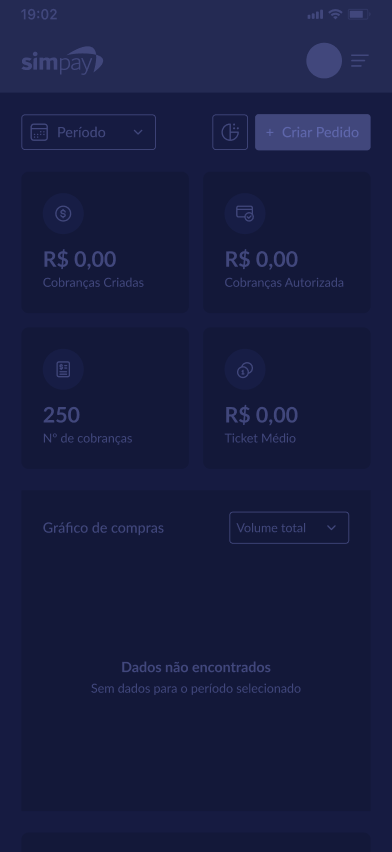 19:02
simpay
Período
+ Criar Pedido
R$ 0,00
Cobranças Criadas
R$ 0,00
Cobranças Autorizada
250
Nº de cobranças
R$ 0,00
Ticket Médio
Gráfico de compras
Volume total
Dados não encontrados
Sem dados para o período selecionado